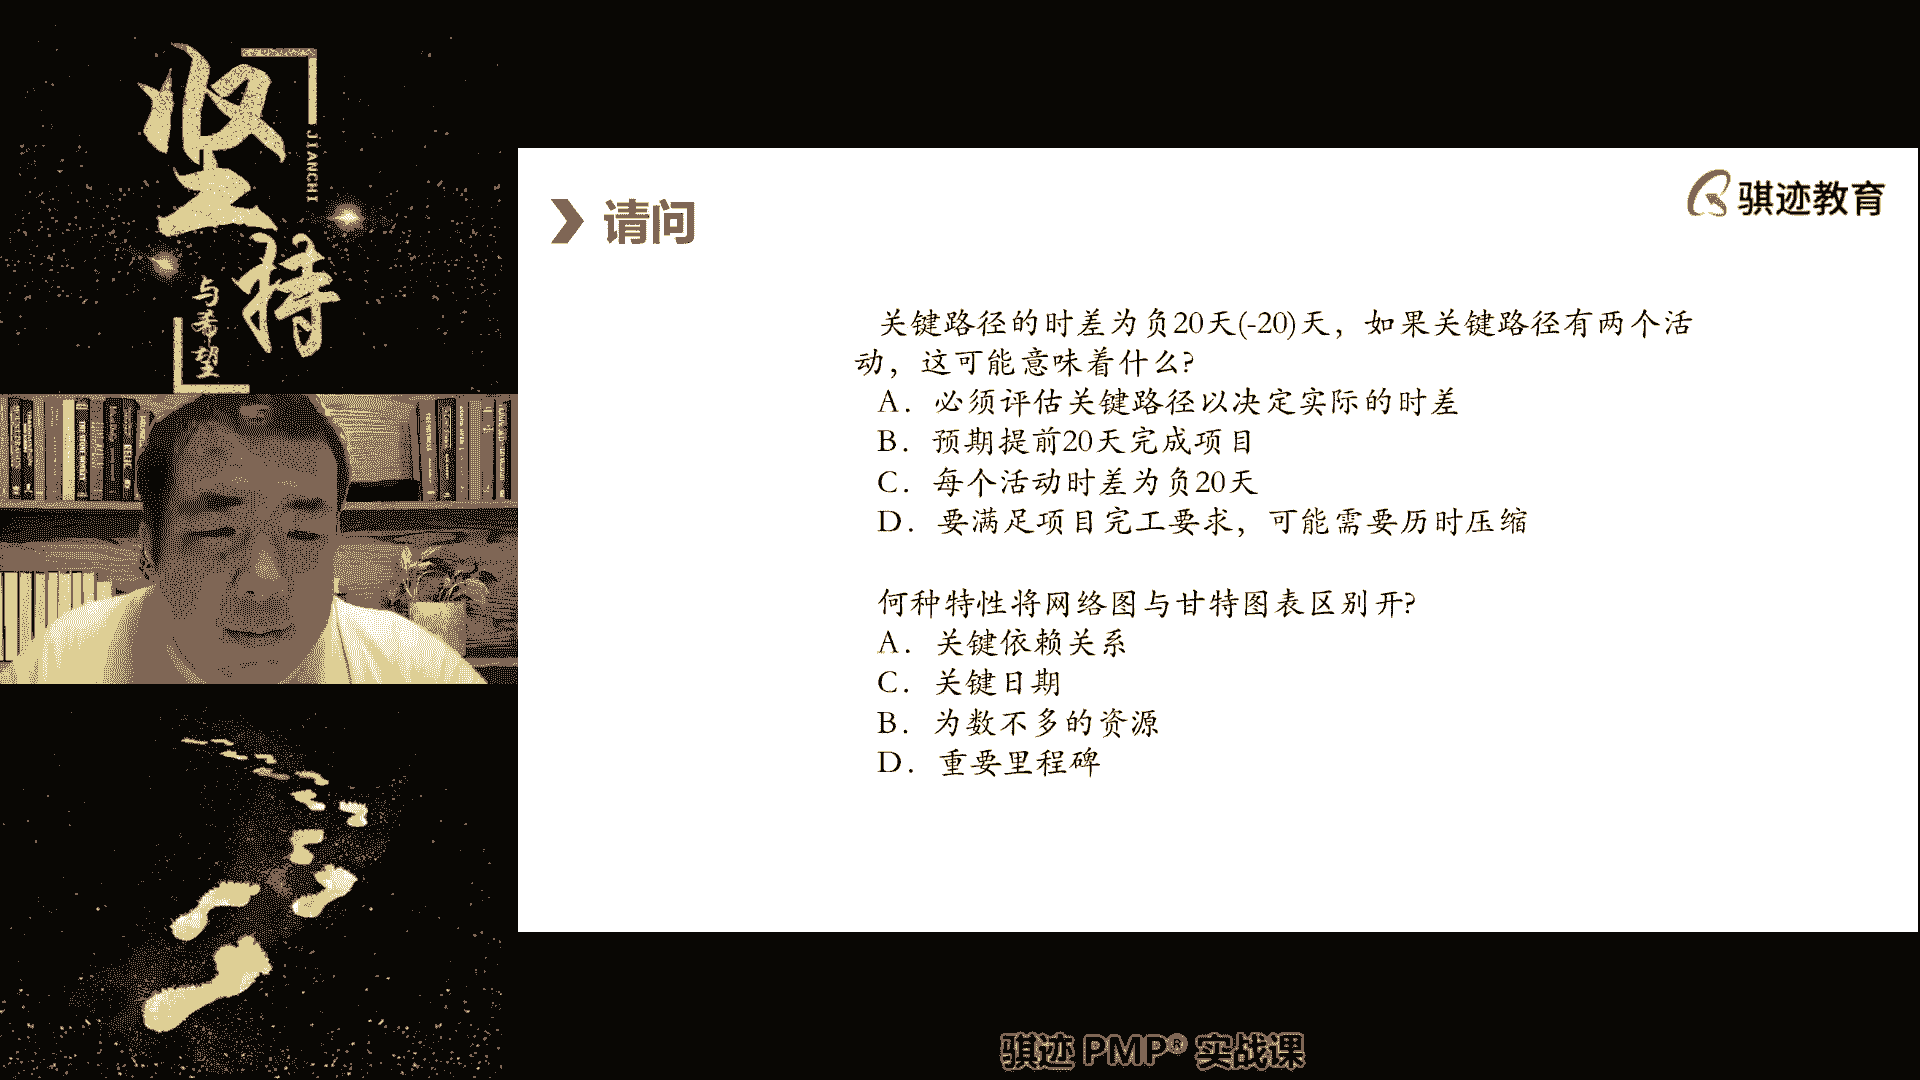 坚
持
JIANCHI
与希望
请问
骐迹教育
关键路径的时差为负20天(-20)天，如果关键路径有两个活
动，这可能意味着什么?
A．必须评估关键路径以决定实际的时差
B．预期提前20天完成项目
C．每个活动时差为负20天
D．要满足项目完工要求，可能需要历时压缩
何种特性将网络图与甘特图表区别开?
A．关键依赖关系
C．关键日期
B．为数不多的资源
D．重要里程碑
骐迹 PMP® 实战课